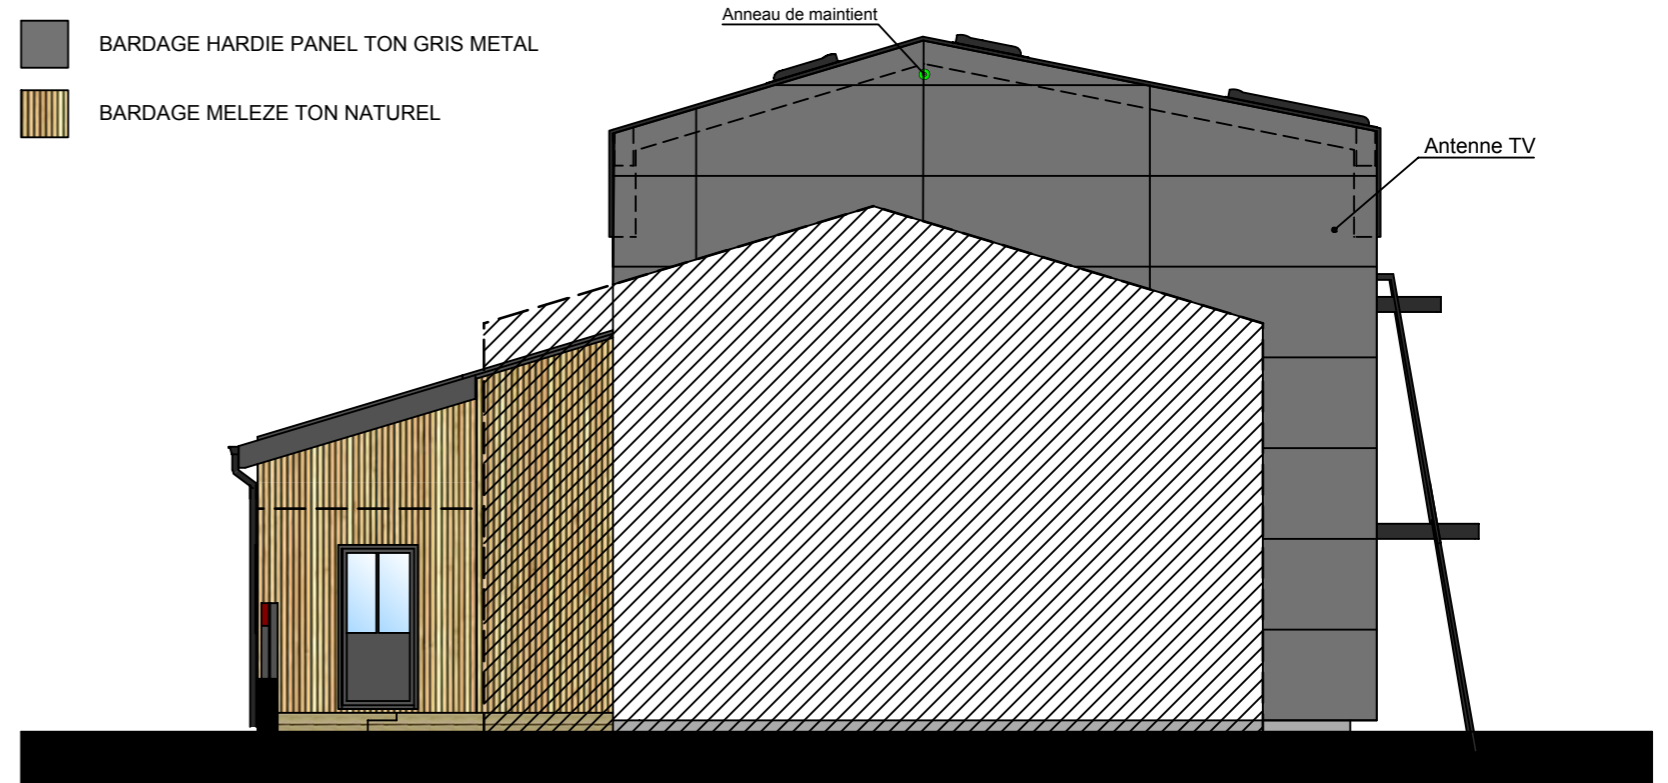 Anneau de maintient
BARDAGE HARDIE PANEL TON GRIS METAL
BARDAGE MELEZE TON NATUREL
Antenne TV